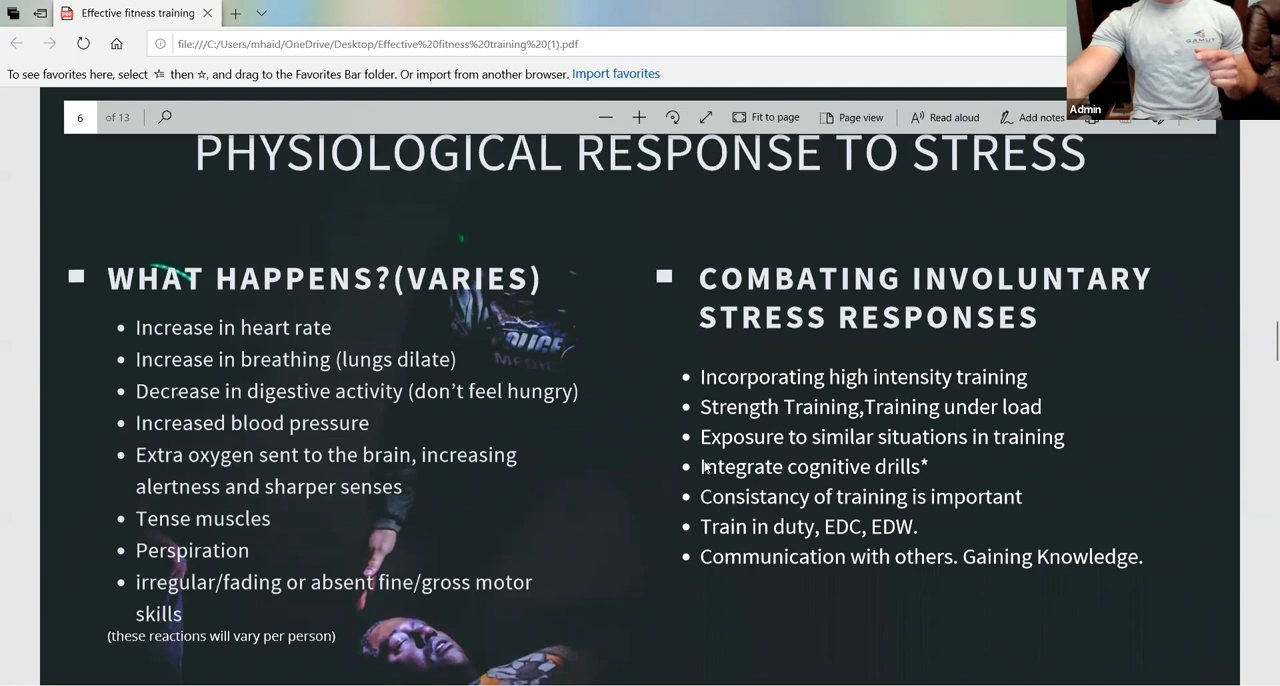 Effective fitness training
file:///C:/Users/mhaid/OneDrive/Desktop/Effective%20fitness%20training%20(1).pdf
To see favorites here, select then , and drag to the Favorites Bar folder. Or import from another browser. Import favorites
Admin
6 of 13
Fit to page
Page view
Read aloud
Add notes
PHYSIOLOGICAL RESPONSE TO STRESS
WHAT HAPPENS?(VARIES)
• Increase in heart rate
• Increase in breathing (lungs dilate)
• Decrease in digestive activity (don't feel hungry)
• Increased blood pressure
• Extra oxygen sent to the brain, increasing
alertness and sharper senses
• Tense muscles
• Perspiration
• irregular/fading or absent fine/gross motor
skills
(these reactions will vary per person)
POLICE
MEDIC
COMBATING INVOLUNTARY
STRESS RESPONSES
• Incorporating high intensity training
• Strength Training,Training under load
• Exposure to similar situations in training
• Integrate cognitive drills*
• Consistancy of training is important
• Train in duty, EDC, EDW.
• Communication with others. Gaining Knowledge.